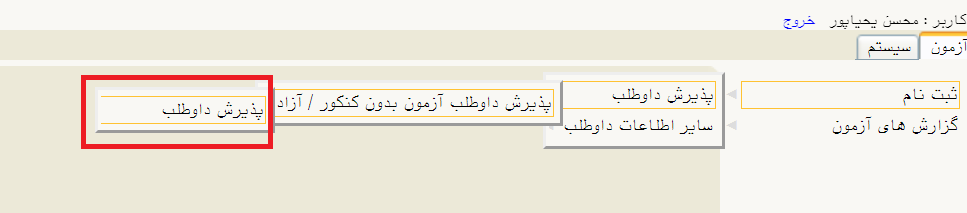 کاربر : محسن یحیاپور خروج
آزمون سیستم
ثبت نام
پذیرش داوطلب
پذیرش داوطلب آزمون بدون کنکور / آزاد
پذیرش داوطلب
گزارش های آزمون
سایر اطلاعات داوطلب